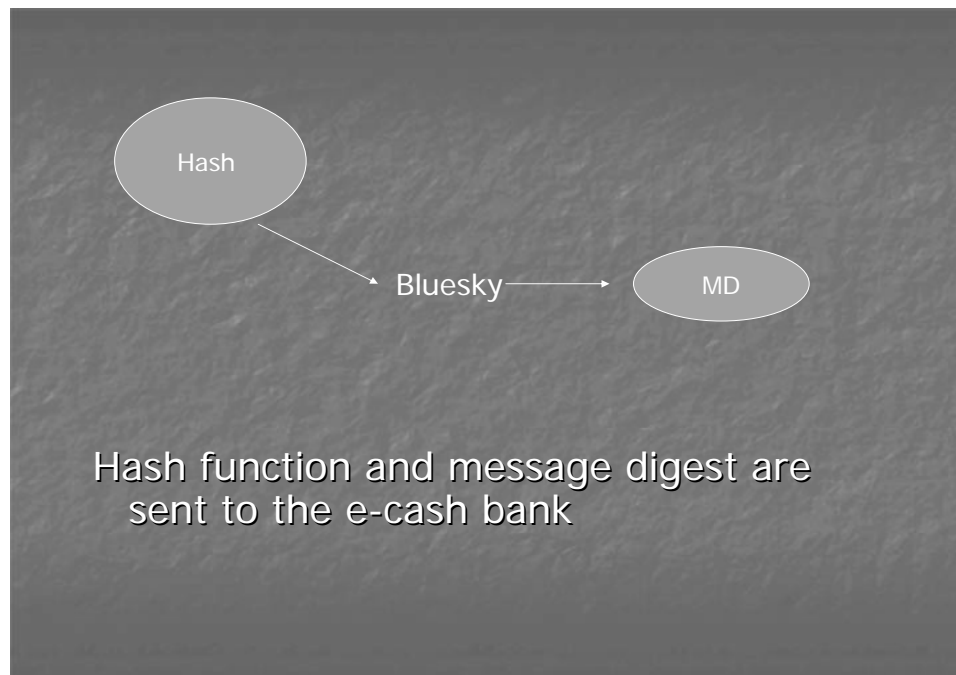 Hash
Bluesky
MD
Hash function and message digest are
sent to the e-cash bank